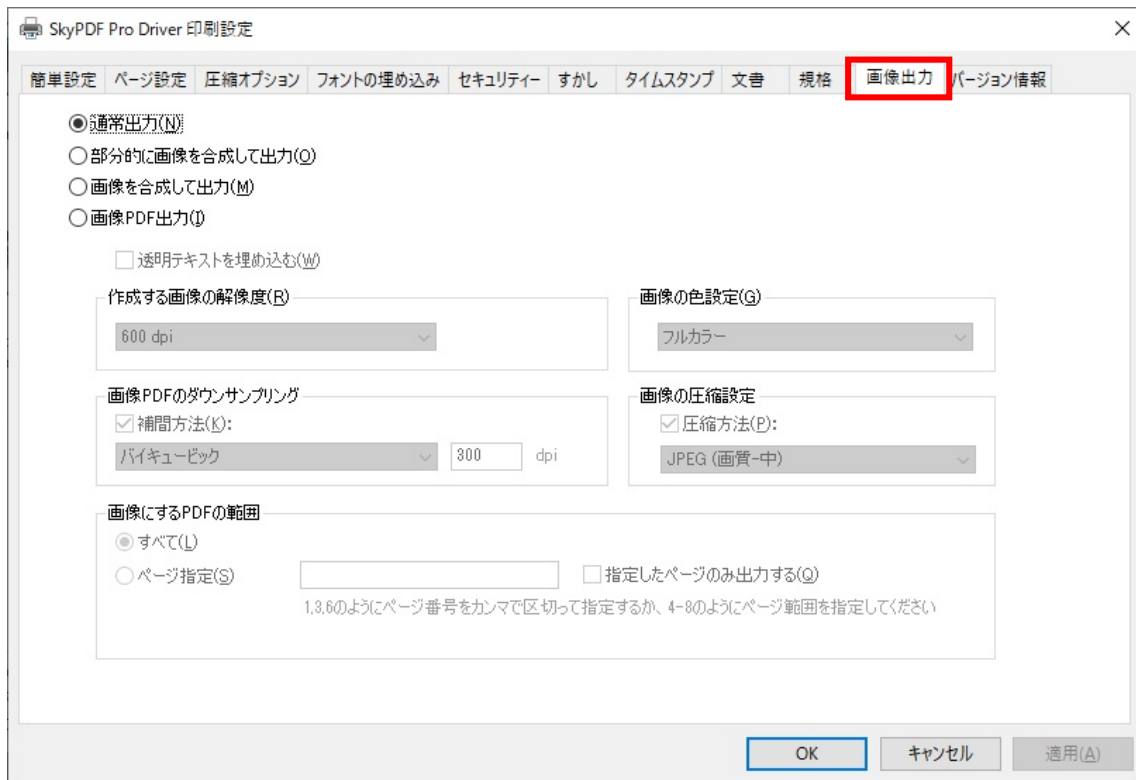 SkyPDF Pro Driver 印刷設定
簡単設定 ページ設定 圧縮オプション フォントの埋め込み セキュリティー すかし タイムスタンプ 文書 規格 画像出力 バージョン情報
通常出力(N)
部分的に画像を合成して出力(O)
画像を合成して出力(M)
画像PDF出力(I)
透明テキストを埋め込む(W)
作成する画像の解像度(R) 画像の色設定(G)
600 dpi フルカラー
画像PDFのダウンサンプリング 画像の圧縮設定
補間方法(K): 圧縮方法(P):
バイキュービック 300 dpi JPEG (画質-中)
画像にするPDFの範囲
すべて(L)
ページ指定(S) 指定したページのみ出力する(Q)
1,3,6のようにページ番号をカンマで区切って指定するか、4-8のようにページ範囲を指定してください
OK キャンセル 適用(A)